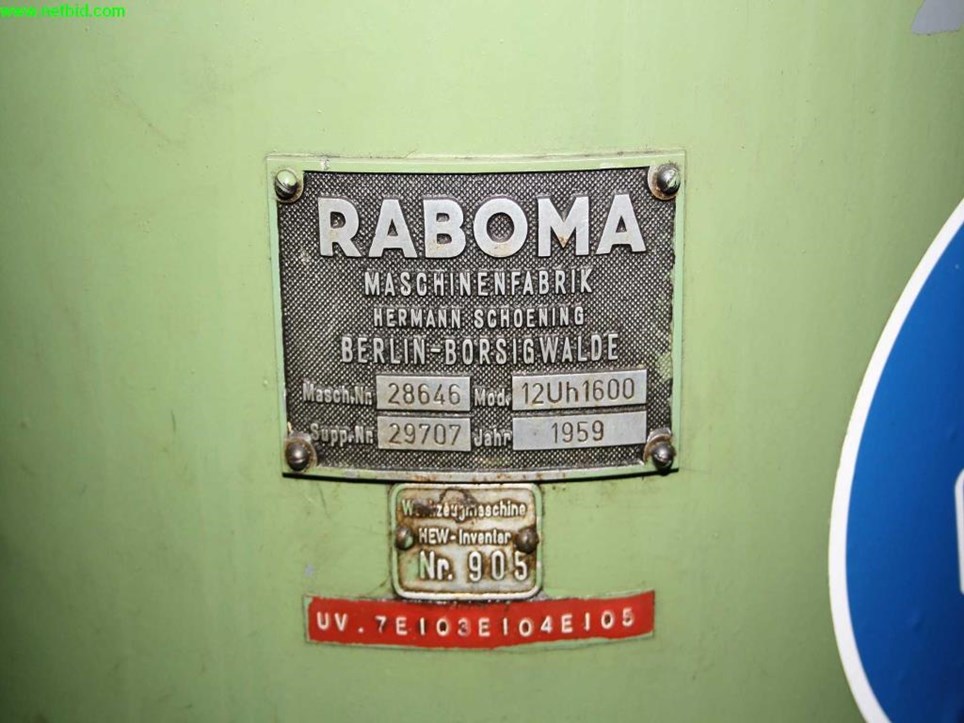 www.netbid.com
RABOMA
MASCHINENFABRIK
HERMANN SCHOENING
BERLIN-BORSIGWALDE
Masch.Nr. 28646 Mod. 12Uh1600
Supp.Nr. 29707 Jahr 1959
Werkzeugmaschine
HEW-Inventar
Nr. 905
UV.7E103E104E105